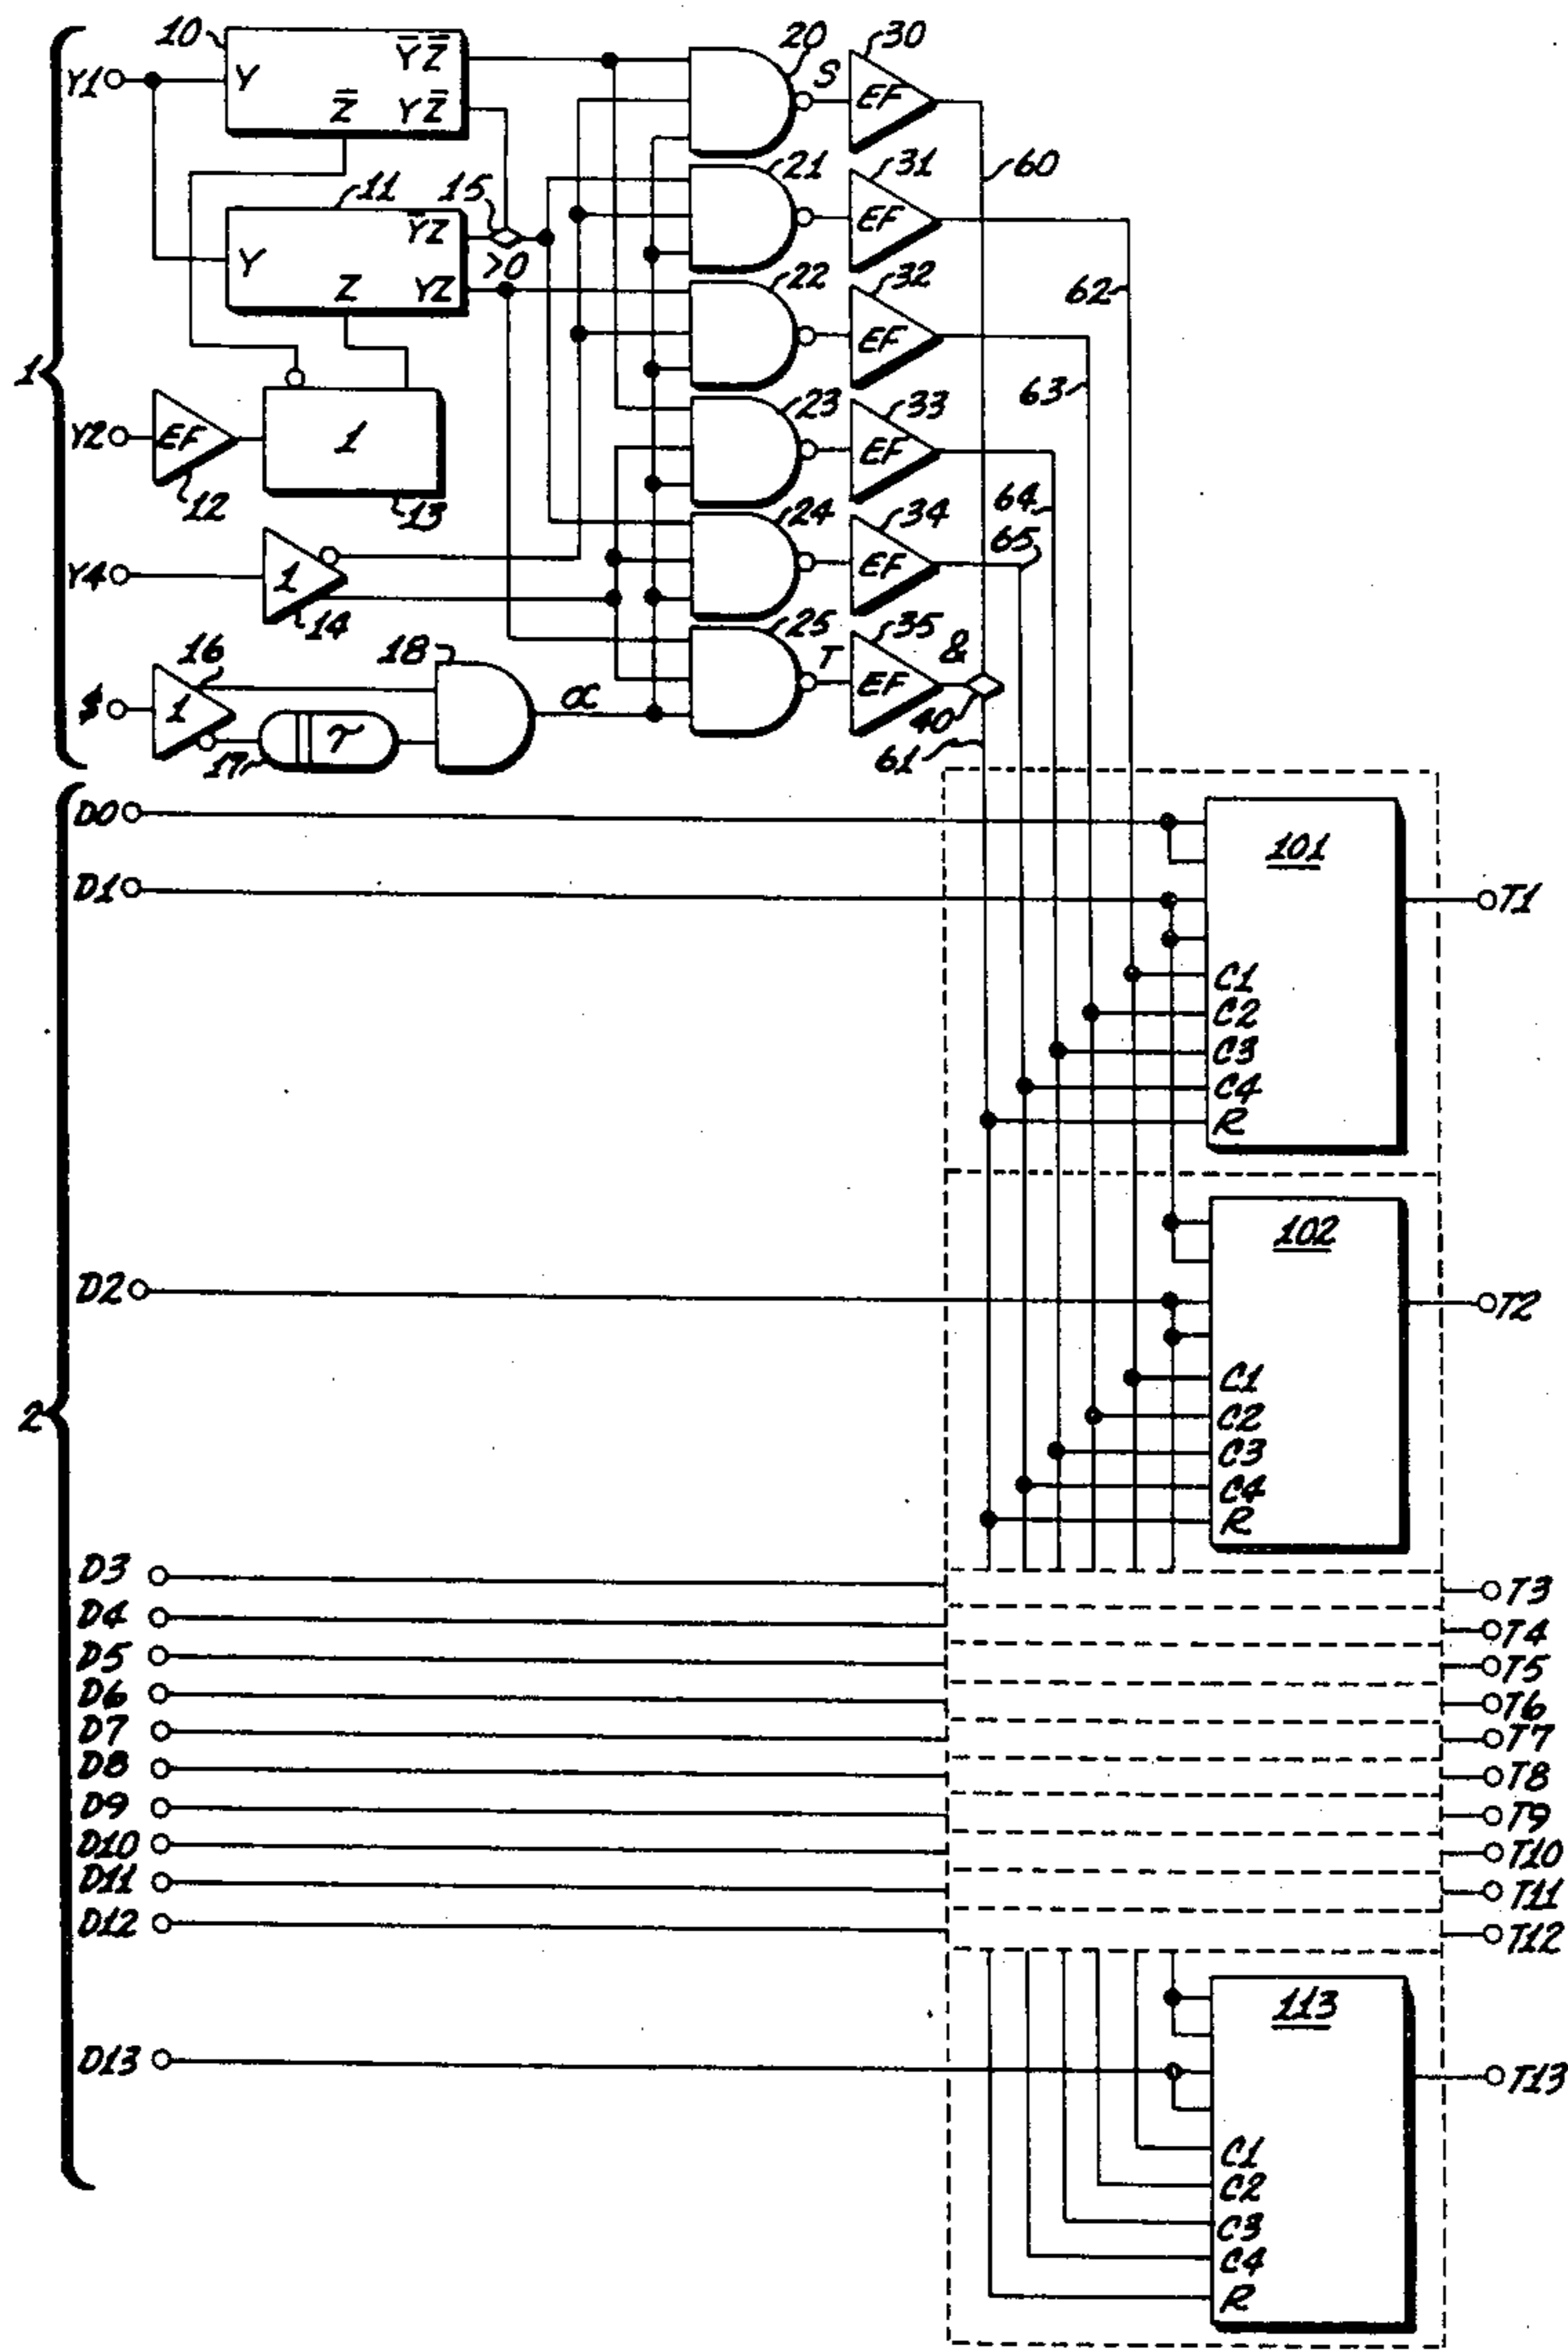 10
Y1
Y
Y̅Z̅
Z̅
YZ̅
20
S
30
EF
60
11
15
Y
Y̅Z
>0
Z
YZ
21
31
EF
62
22
32
EF
63
1
Y2
EF
12
1
13
23
33
EF
64
65
Y4
1
14
24
34
EF
16
18
$
1
17
τ
α
25
T
35
EF
&
40
61
2
D0
D1
101
T1
C1
C2
C3
C4
R
102
D2
T2
C1
C2
C3
C4
R
D3
T3
D4
T4
D5
T5
D6
T6
D7
T7
D8
T8
D9
T9
D10
T10
D11
T11
D12
T12
113
D13
T13
C1
C2
C3
C4
R